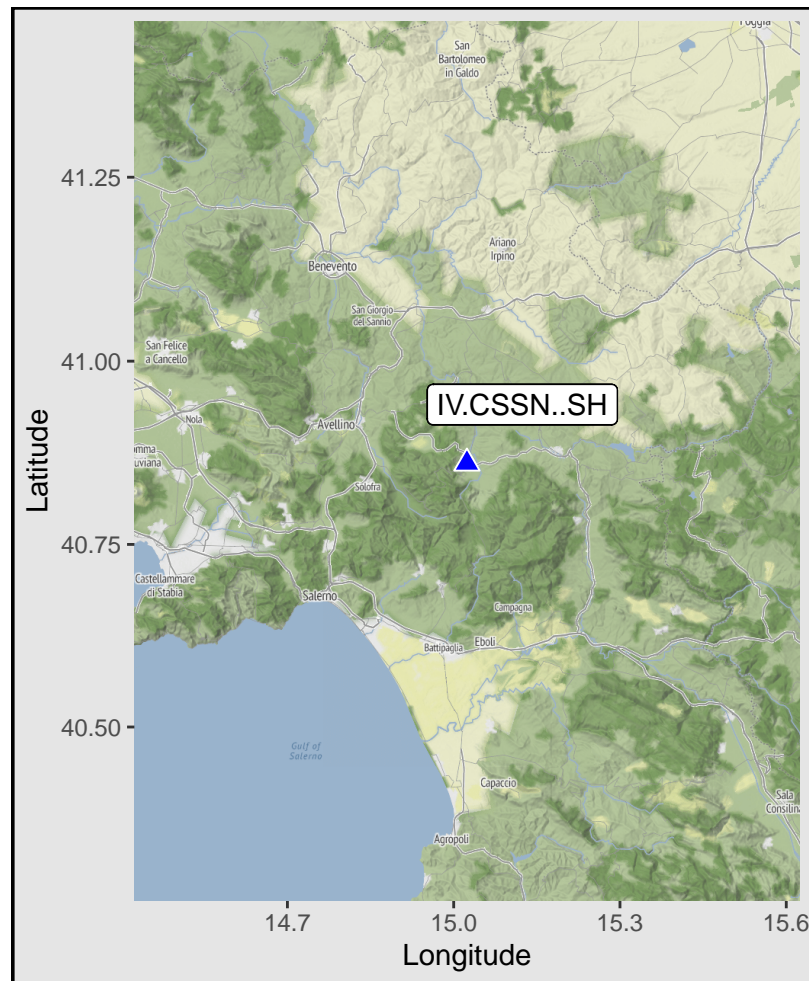 Foggia
San
Bartolomeo
in Galdo
41.25
Ariano
Irpino
Benevento
San Giorgio
del Sannio
San Felice
a Cancello
41.00
IV.CSSN..SH
Nola
Avellino
Latitude
Solofra
40.75
Castellammare
di Stabia
Salerno
Campagna
Eboli
Battipaglia
40.50
Gulf of
Salerno
Capaccio
Sala
Consilina
Agropoli
14.7
15.0
15.3
15.6
Longitude